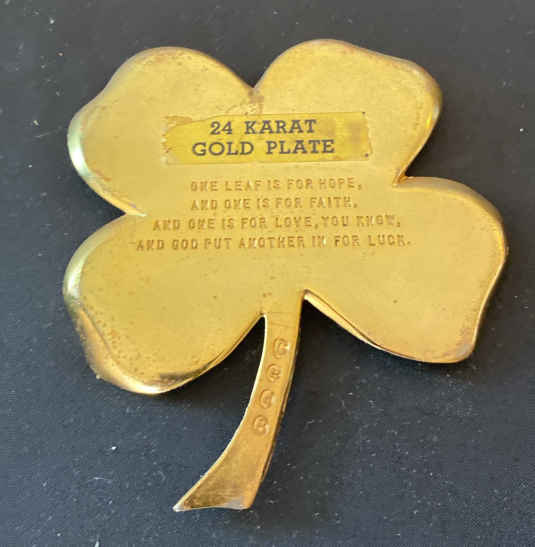 24 KARAT
GOLD PLATE
ONE LEAF IS FOR HOPE,
AND ONE IS FOR FAITH,
AND ONE IS FOR LOVE, YOU KNOW,
AND GOD PUT ANOTHER IN FOR LUCK.